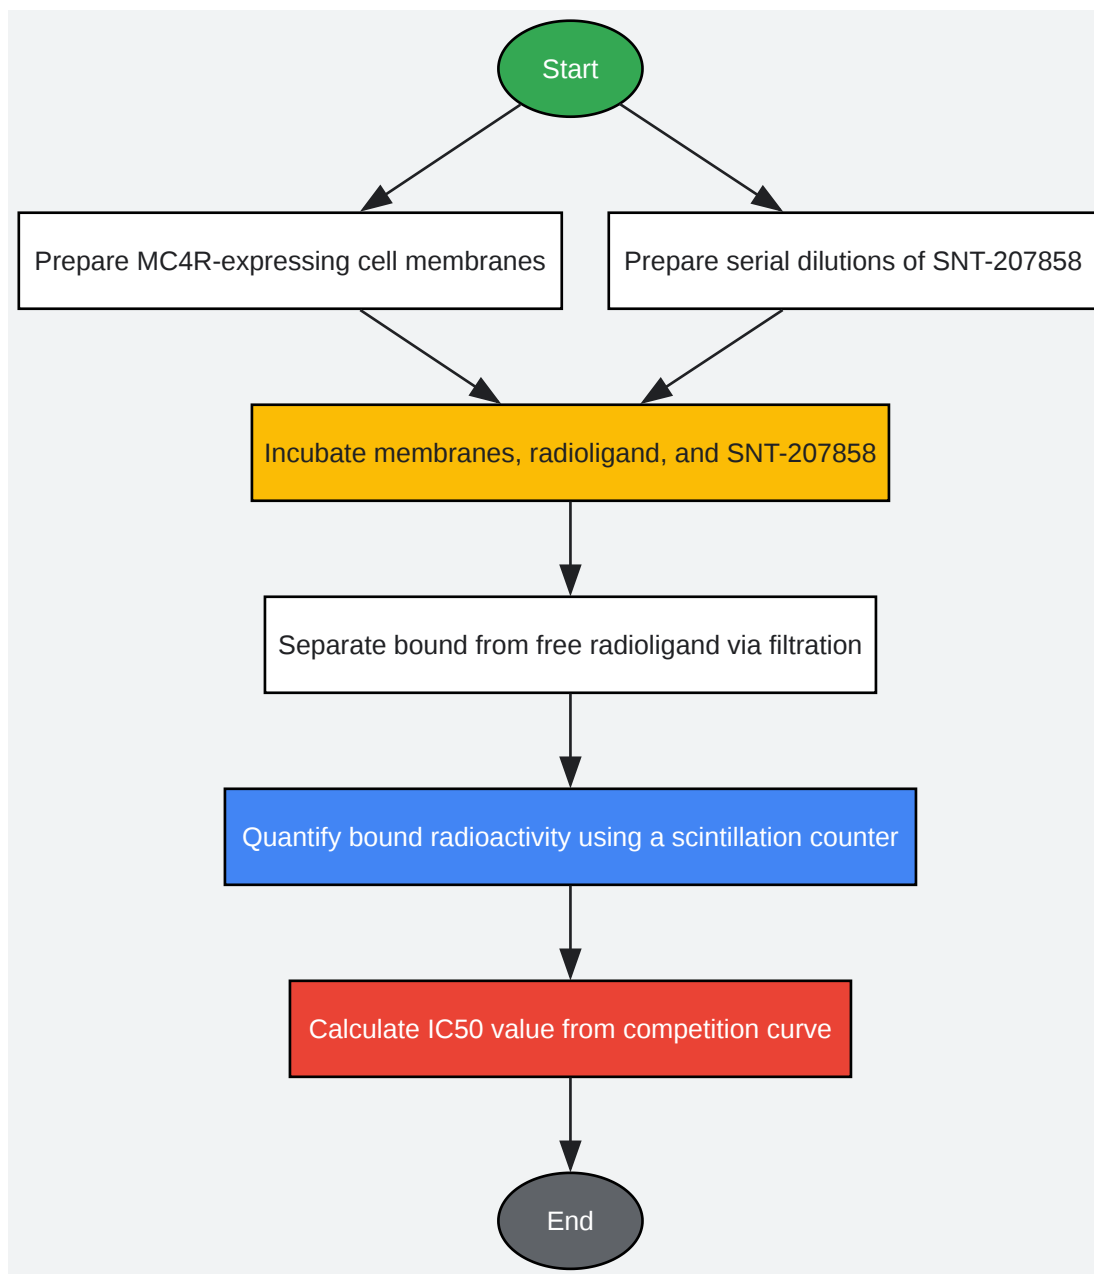 Start
Prepare MC4R-expressing cell membranes
Prepare serial dilutions of SNT-207858
Incubate membranes, radioligand, and SNT-207858
Separate bound from free radioligand via filtration
Quantify bound radioactivity using a scintillation counter
Calculate IC50 value from competition curve
End